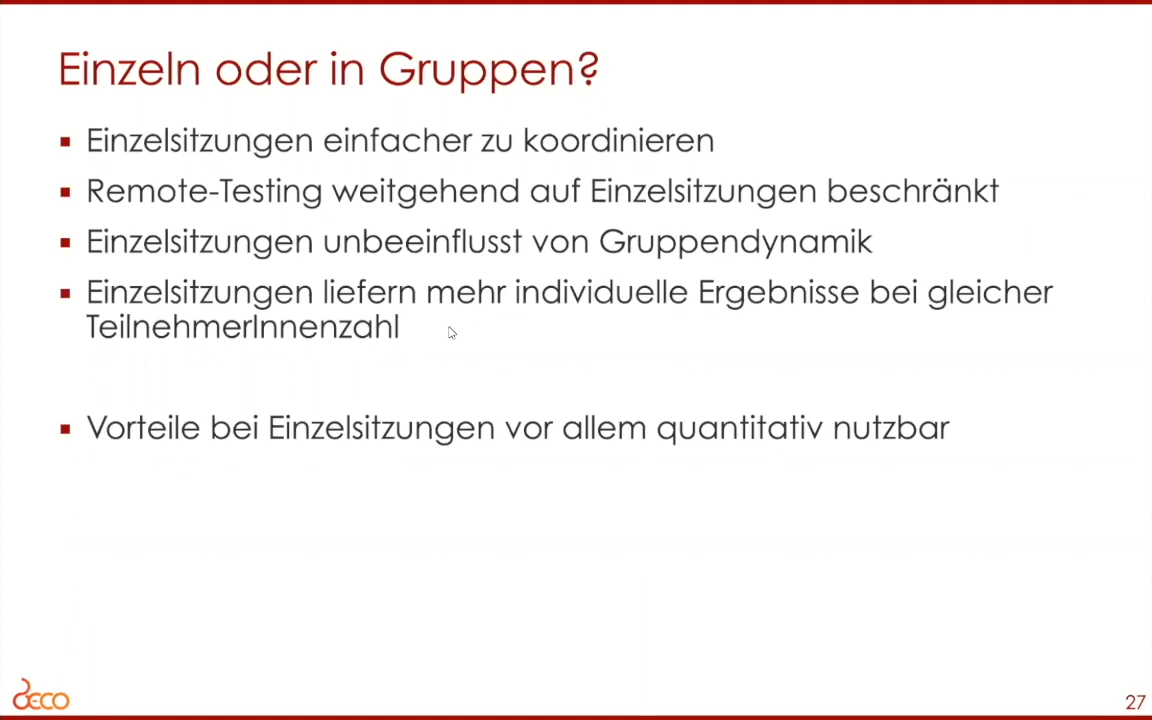 Einzeln oder in Gruppen?
Einzelsitzungen einfacher zu koordinieren
Remote-Testing weitgehend auf Einzelsitzungen beschränkt
Einzelsitzungen unbeeinflusst von Gruppendynamik
Einzelsitzungen liefern mehr individuelle Ergebnisse bei gleicher
TeilnehmerInnenzahl
Vorteile bei Einzelsitzungen vor allem quantitativ nutzbar
DECO
27